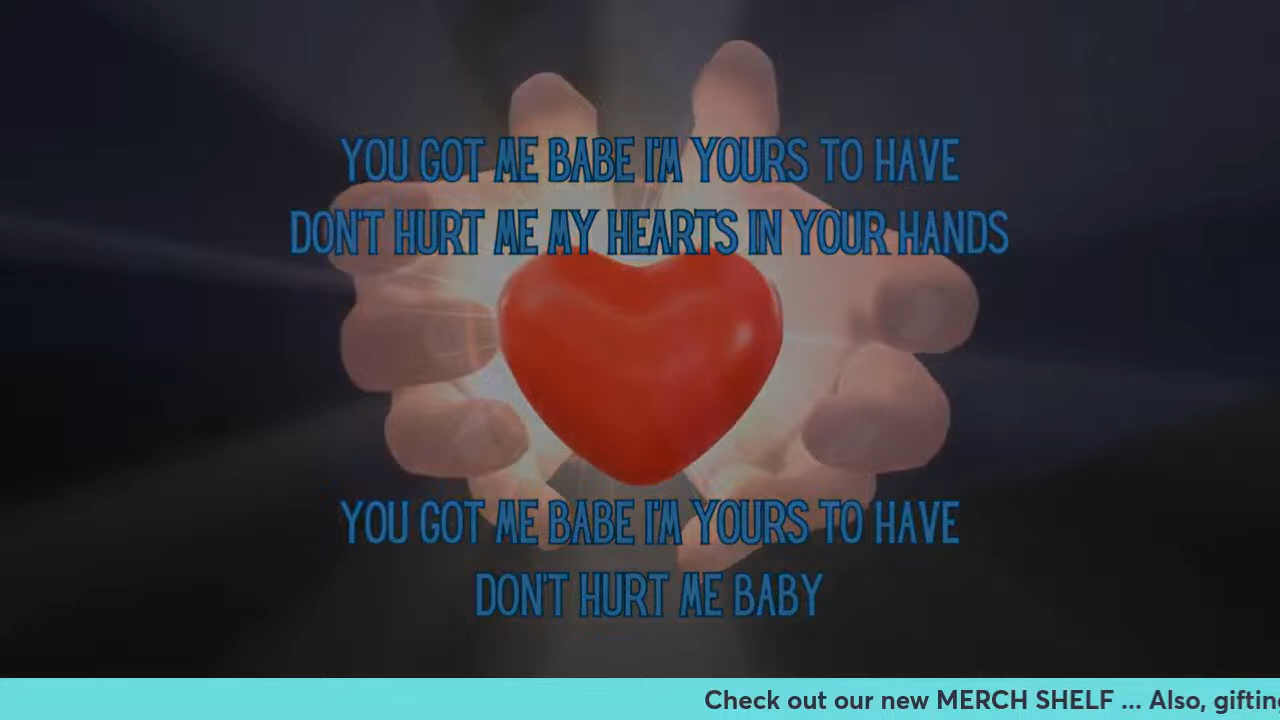 YOU GOT ME BABE I'M YOURS TO HAVE
DON'T HURT ME MY HEARTS IN YOUR HANDS
YOU GOT ME BABE I'M YOURS TO HAVE
DON'T HURT ME BABY
Check out our new MERCH SHELF ... Also, gifting